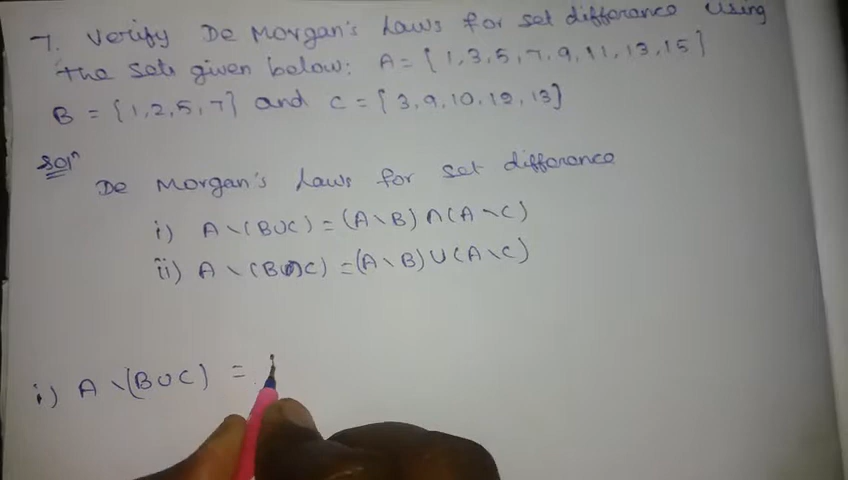 7. Verify De Morgan's Laws for set difference using
the sets given below: A = {1,3,5,7,9,11,13,15}
B = {1,2,5,7} and C = {3,9,10,12,13}
Solⁿ
De Morgan's Laws for set difference
i) A \ (B∪C) = (A \ B) ∩ (A \ C)
ii) A \ (B∩C) = (A \ B) ∪ (A \ C)
i) A \ (B∪C) =